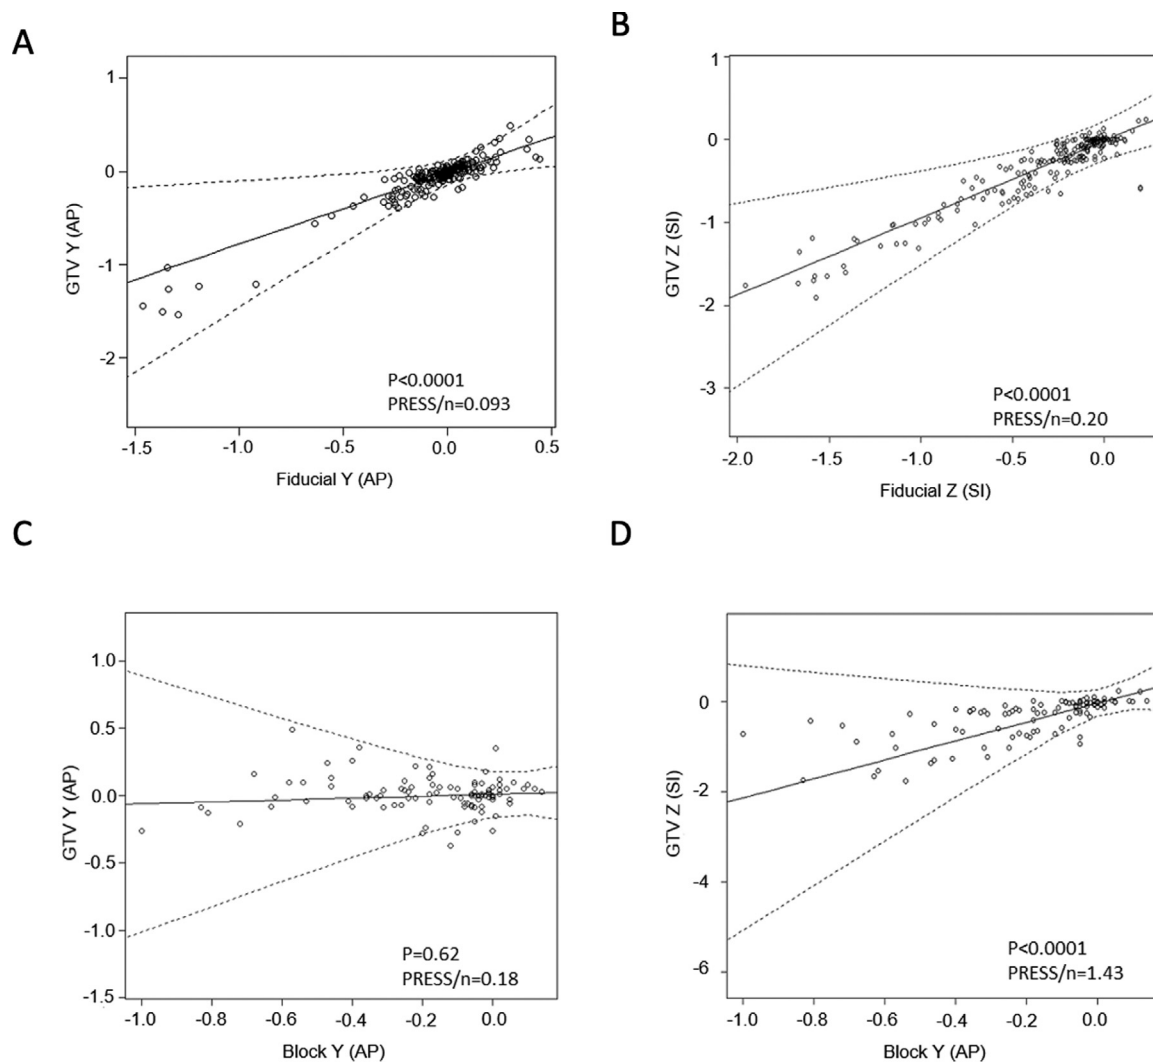 A
1
0
-1
-2
GTV Y (AP)
P<0.0001
PRESS/n=0.093
-1.5
-1.0
-0.5
0.0
0.5
Fiducial Y (AP)
B
1
0
-1
-2
-3
GTV Z (SI)
P<0.0001
PRESS/n=0.20
-2.0
-1.5
-1.0
-0.5
0.0
Fiducial Z (SI)
C
1.0
0.5
0.0
-0.5
-1.0
-1.5
GTV Y (AP)
P=0.62
PRESS/n=0.18
-1.0
-0.8
-0.6
-0.4
-0.2
0.0
Block Y (AP)
D
0
-2
-4
-6
GTV Z (SI)
P<0.0001
PRESS/n=1.43
-1.0
-0.8
-0.6
-0.4
-0.2
0.0
Block Y (AP)